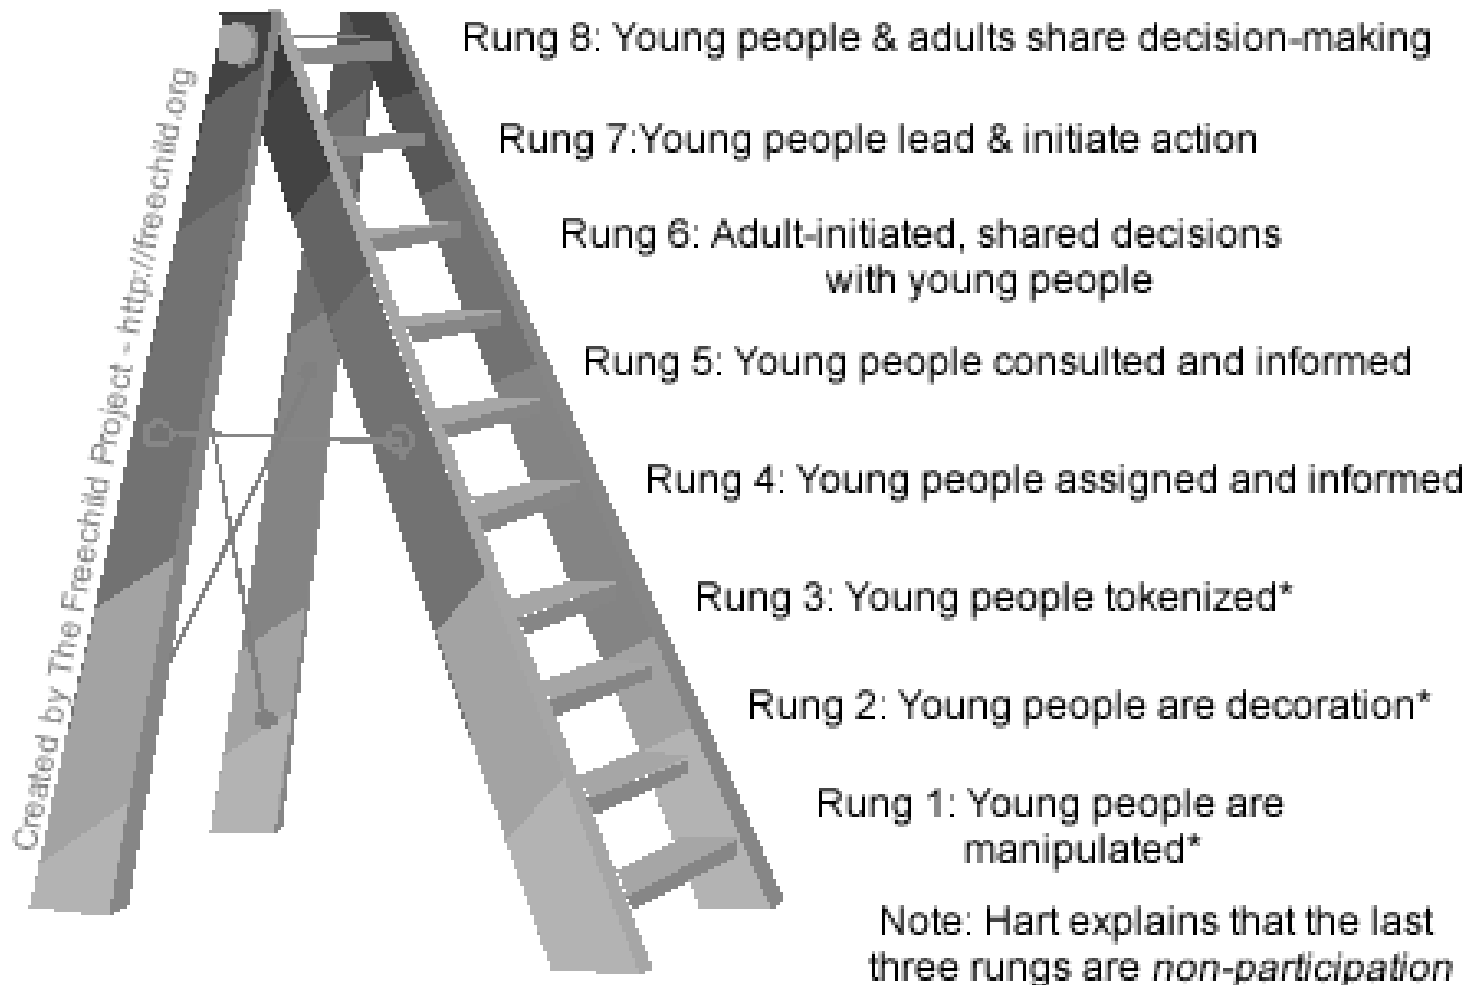 Rung 8: Young people & adults share decision-making
Rung 7:Young people lead & initiate action
Rung 6: Adult-initiated, shared decisions
with young people
Rung 5: Young people consulted and informed
Rung 4: Young people assigned and informed
Rung 3: Young people tokenized*
Rung 2: Young people are decoration*
Rung 1: Young people are
manipulated*
Note: Hart explains that the last
three rungs are non-participation
Created by The Freechild Project - http://freechild.org